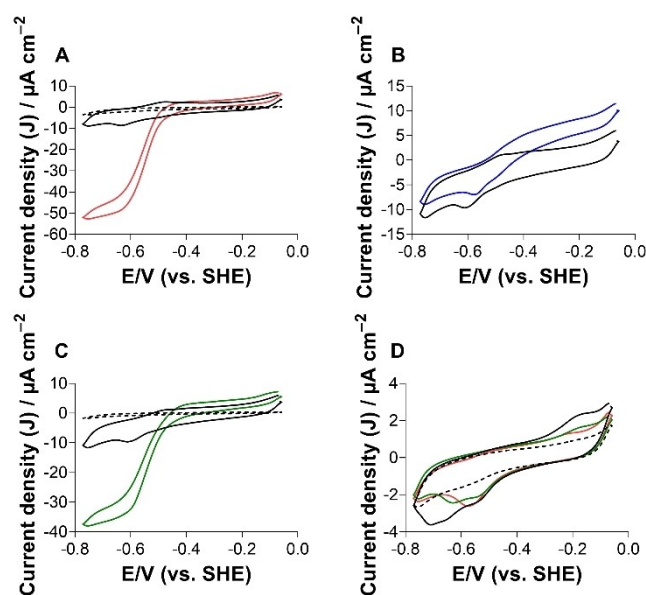 A
Current density (J) / µA cm⁻²
10
0
-10
-20
-30
-40
-50
-60
-0.8 -0.6 -0.4 -0.2 0.0
E/V (vs. SHE)
B
Current density (J) / µA cm⁻²
15
10
5
0
-5
-10
-15
-0.8 -0.6 -0.4 -0.2 0.0
E/V (vs. SHE)
C
Current density (J) / µA cm⁻²
10
0
-10
-20
-30
-40
-0.8 -0.6 -0.4 -0.2 0.0
E/V (vs. SHE)
D
Current density (J) / µA cm⁻²
4
2
0
-2
-4
-0.8 -0.6 -0.4 -0.2 0.0
E/V (vs. SHE)